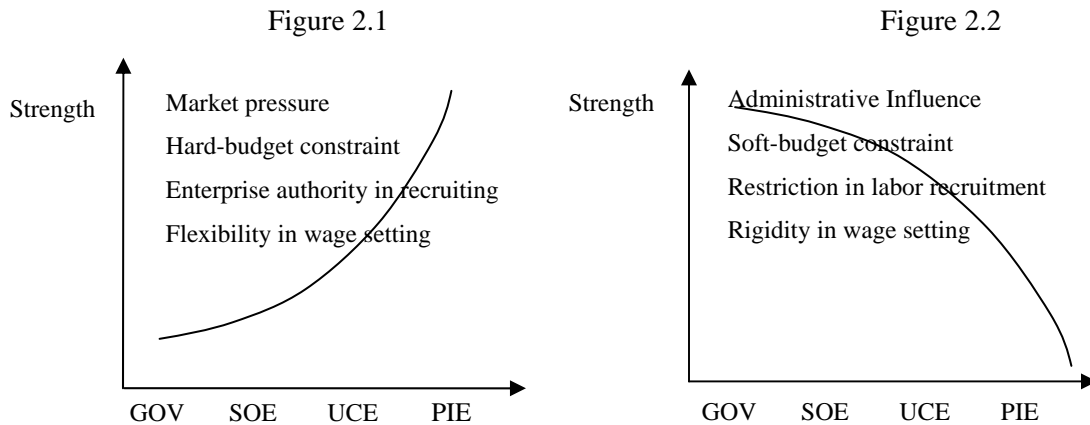 Figure 2.1
Strength
Market pressure
Hard-budget constraint
Enterprise authority in recruiting
Flexibility in wage setting
GOV SOE UCE PIE
Figure 2.2
Strength
Administrative Influence
Soft-budget constraint
Restriction in labor recruitment
Rigidity in wage setting
GOV SOE UCE PIE